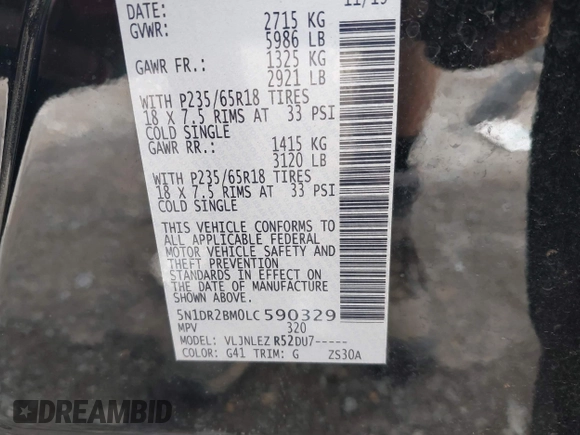 DATE: 11/19
GVWR: 2715 KG
5986 LB
GAWR FR.: 1325 KG
2921 LB
WITH P235/65R18 TIRES
18 X 7.5 RIMS AT 33 PSI
COLD SINGLE
GAWR RR.: 1415 KG
3120 LB
WITH P235/65R18 TIRES
18 X 7.5 RIMS AT 33 PSI
COLD SINGLE
THIS VEHICLE CONFORMS TO
ALL APPLICABLE FEDERAL
MOTOR VEHICLE SAFETY AND
THEFT PREVENTION
STANDARDS IN EFFECT ON
THE DATE OF MANUFACTURE
SHOWN ABOVE.
5N1DR2BM0LC590329
MPV 320
MODEL: VLJNLEZ R52DU7-----
COLOR: G41 TRIM: G ZS30A
DREAMBID